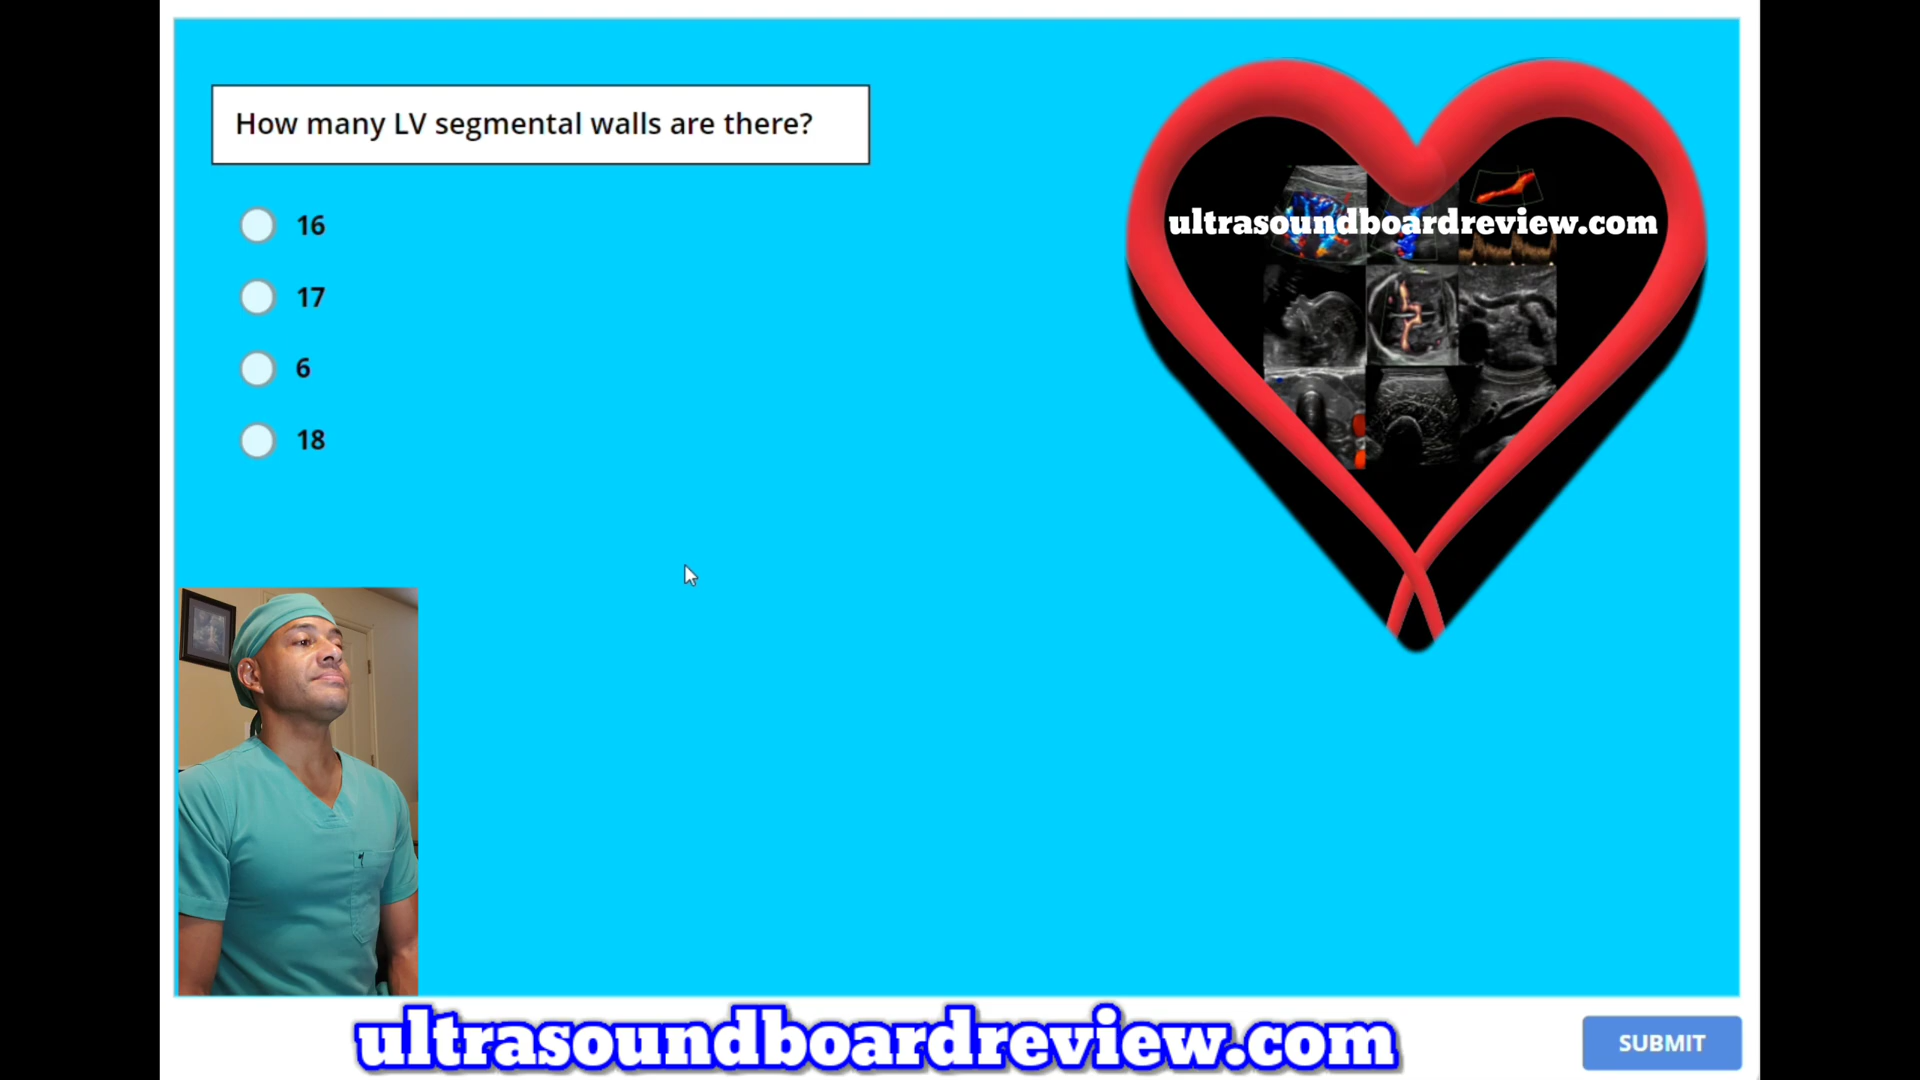 How many LV segmental walls are there?
16
17
6
18
ultrasoundboardreview.com
ultrasoundboardreview.com
SUBMIT